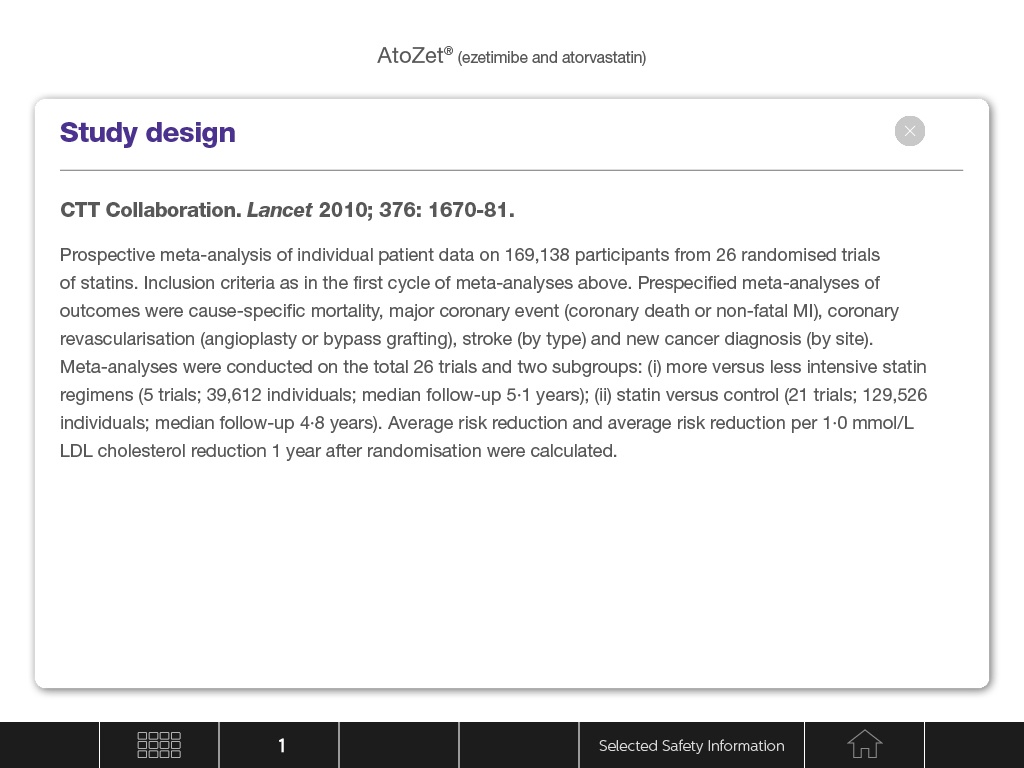 AtoZet® (ezetimibe and atorvastatin)
Study design
CTT Collaboration. Lancet 2010; 376: 1670-81.
Prospective meta-analysis of individual patient data on 169,138 participants from 26 randomised trials
of statins. Inclusion criteria as in the first cycle of meta-analyses above. Prespecified meta-analyses of
outcomes were cause-specific mortality, major coronary event (coronary death or non-fatal MI), coronary
revascularisation (angioplasty or bypass grafting), stroke (by type) and new cancer diagnosis (by site).
Meta-analyses were conducted on the total 26 trials and two subgroups: (i) more versus less intensive statin
regimens (5 trials; 39,612 individuals; median follow-up 5·1 years); (ii) statin versus control (21 trials; 129,526
individuals; median follow-up 4·8 years). Average risk reduction and average risk reduction per 1·0 mmol/L
LDL cholesterol reduction 1 year after randomisation were calculated.
1
Selected Safety Information